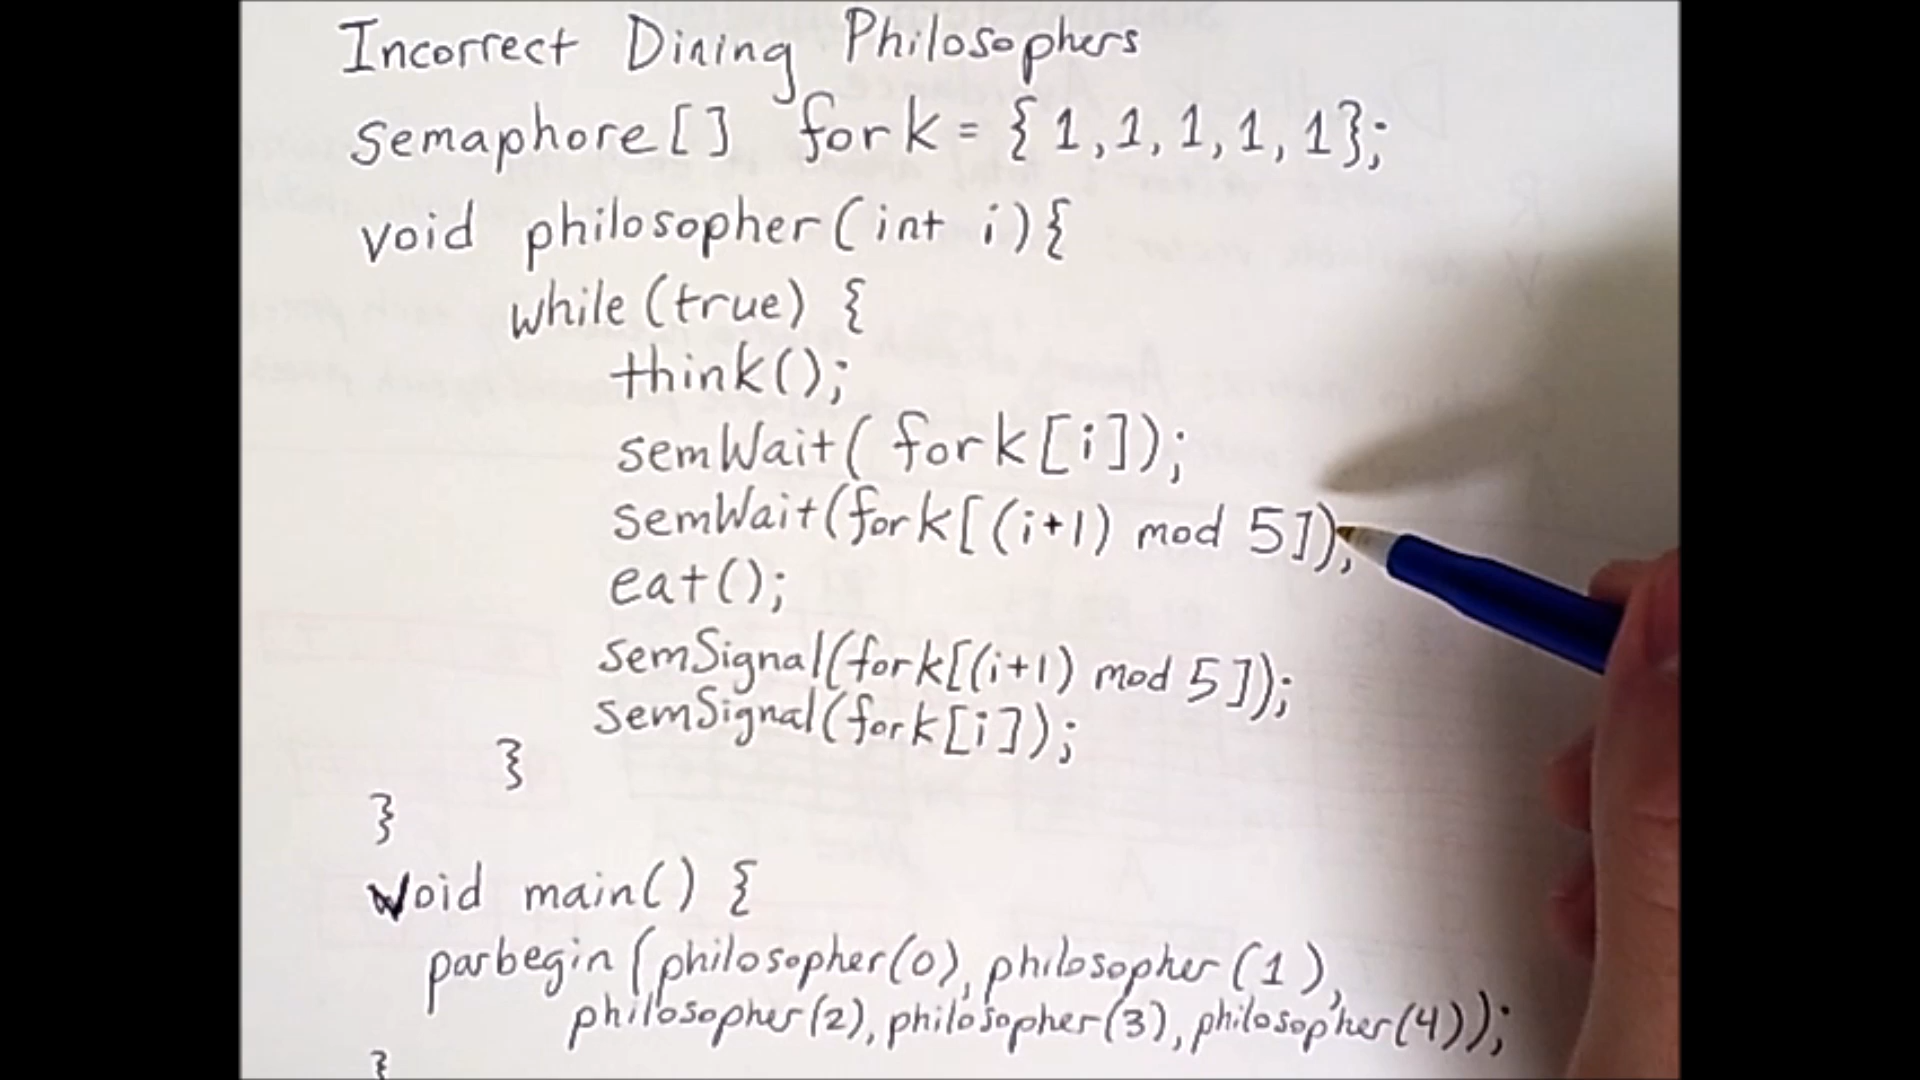 Incorrect Dining Philosophers
semaphore[] fork = {1,1,1,1,1};
void philosopher(int i){
while(true) {
think();
semWait(fork[i]);
semWait(fork[(i+1) mod 5]);
eat();
semSignal(fork[(i+1) mod 5]);
semSignal(fork[i]);
}
}
void main() {
parbegin(philosopher(0), philosopher(1),
philosopher(2), philosopher(3), philosopher(4));
}